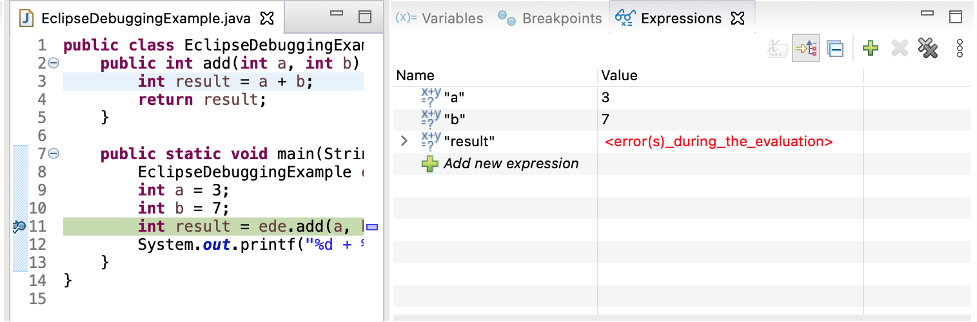 EclipseDebuggingExample.java
1 public class EclipseDebuggingExa
2 public int add(int a, int b)
3 int result = a + b;
4 return result;
5 }
6
7 public static void main(Strin
8 EclipseDebuggingExample
9 int a = 3;
10 int b = 7;
11 int result = ede.add(a,
12 System.out.printf("%d +
13 }
14 }
15
(x)= Variables Breakpoints Expressions
Name Value
"a" 3
"b" 7
"result" <error(s)_during_the_evaluation>
Add new expression